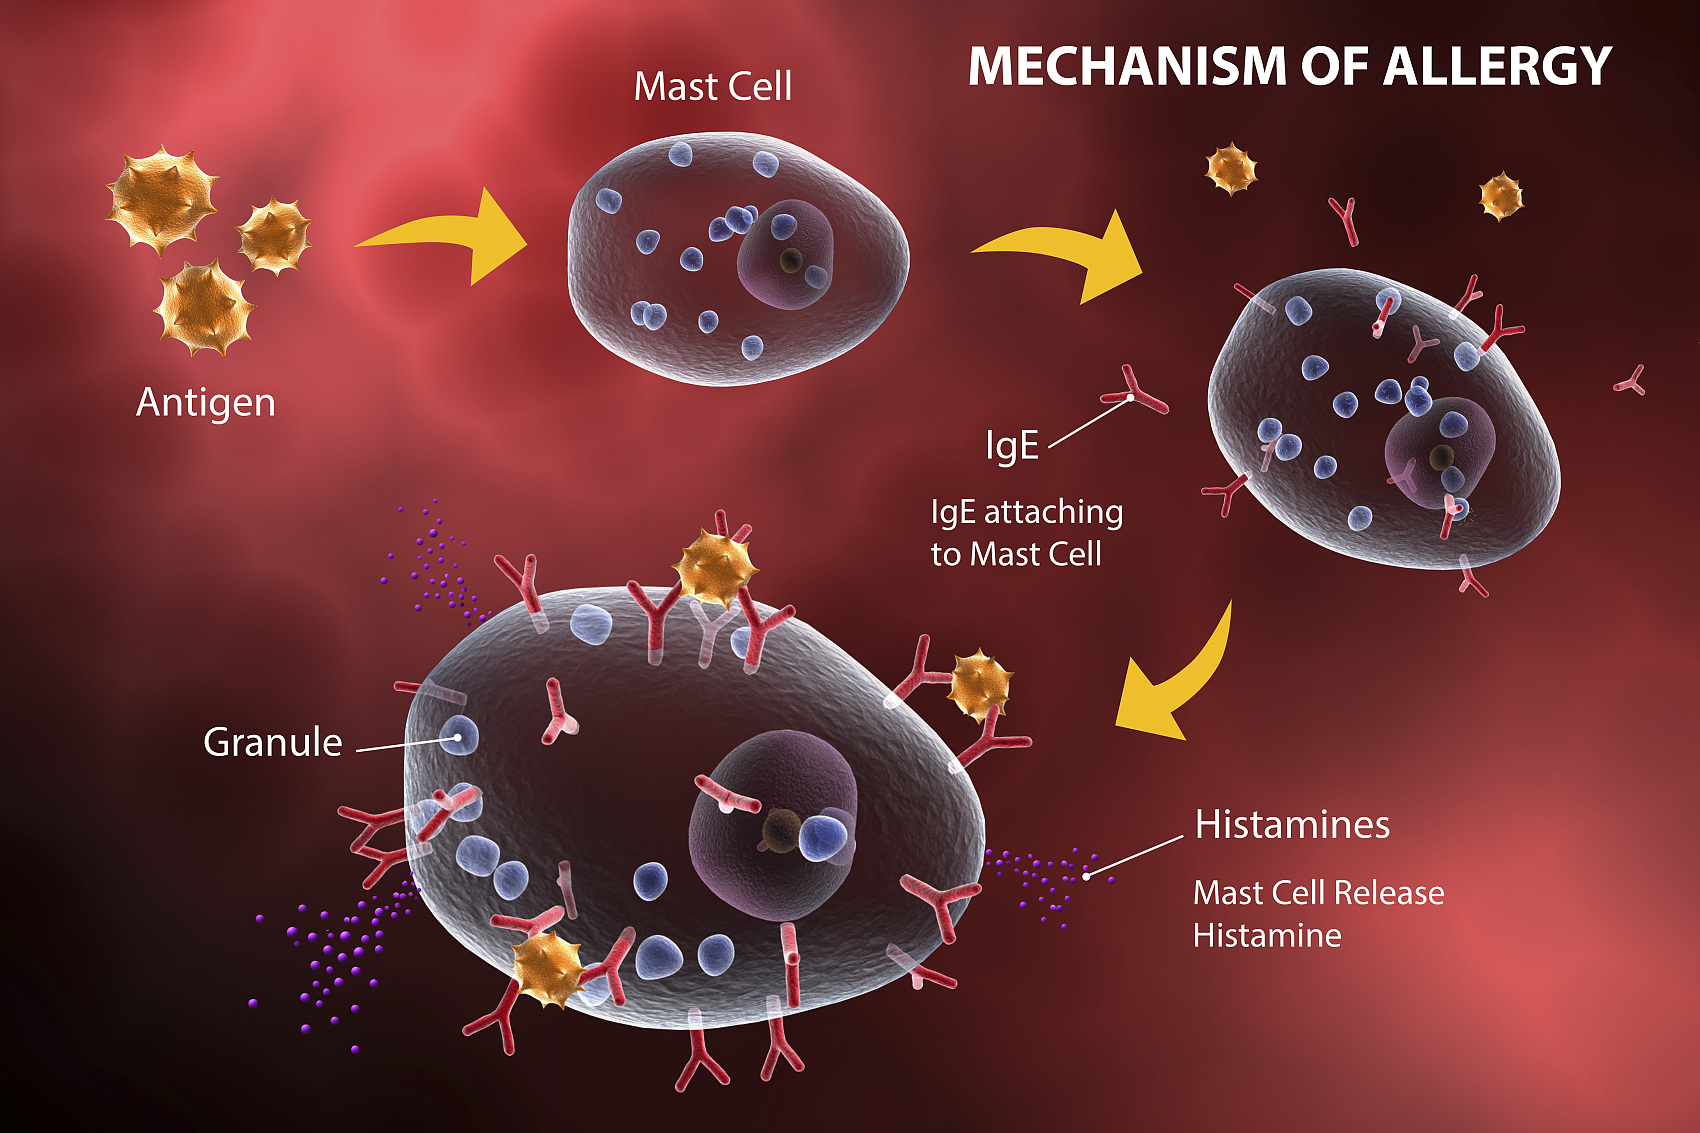 MECHANISM OF ALLERGY
Mast Cell
Antigen
IgE
IgE attaching
to Mast Cell
Granule
Histamines
Mast Cell Release
Histamine